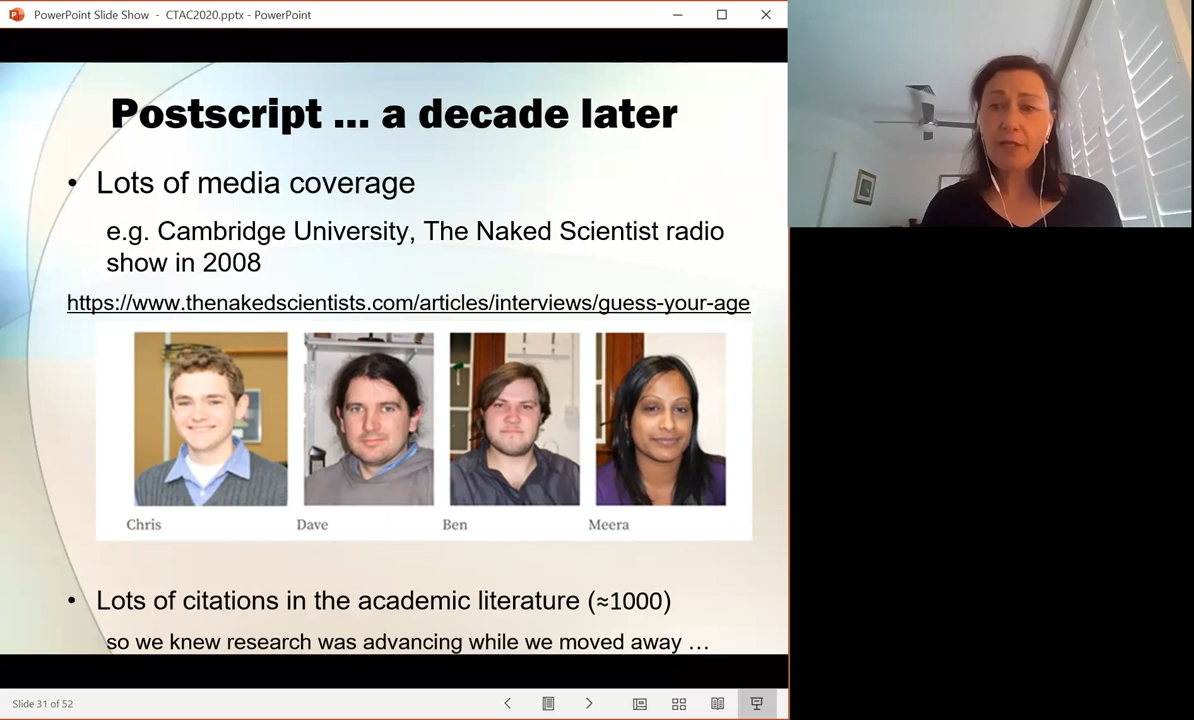 PowerPoint Slide Show - CTAC2020.pptx - PowerPoint
Postscript ... a decade later
• Lots of media coverage
e.g. Cambridge University, The Naked Scientist radio
show in 2008
https://www.thenakedscientists.com/articles/interviews/guess-your-age
Chris Dave Ben Meera
• Lots of citations in the academic literature (≈1000)
so we knew research was advancing while we moved away ...
Slide 31 of 52